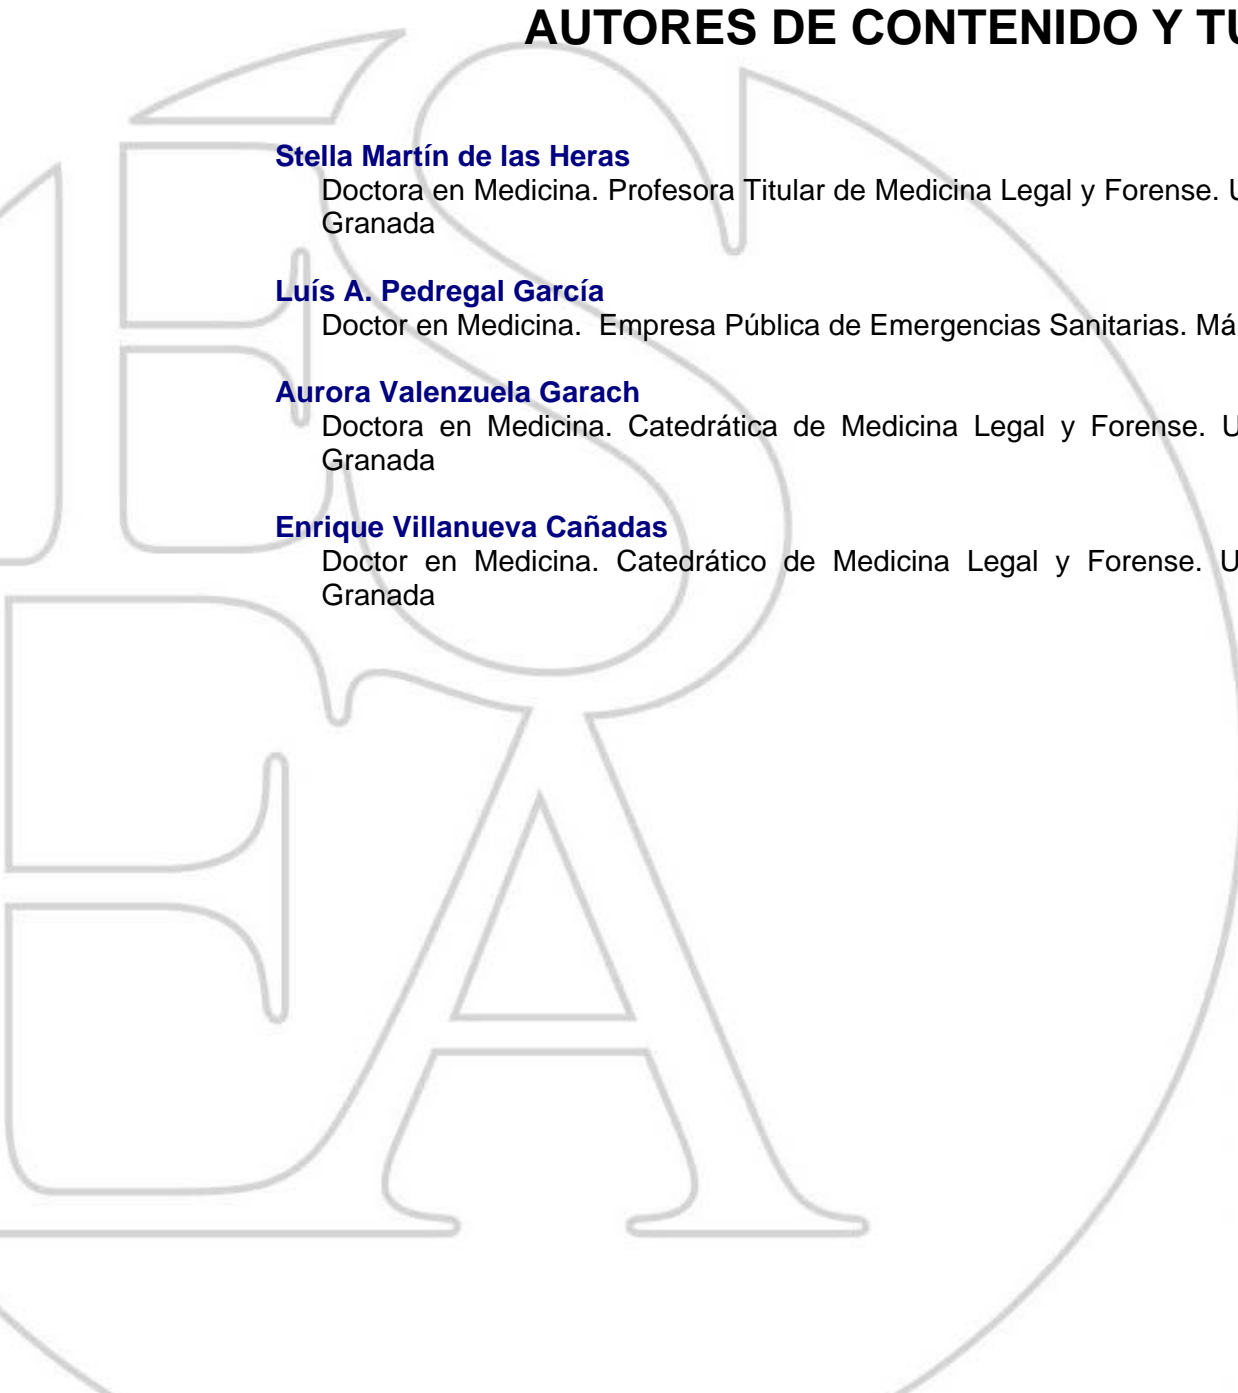 AUTORES DE CONTENIDO Y
Stella Martín de las Heras
Doctora en Medicina. Profesora Titular de Medicina Legal y Forense.
Granada
Luís A. Pedregal García
Doctor en Medicina. Empresa Pública de Emergencias Sanitarias.
Aurora Valenzuela Garach
Doctora en Medicina. Catedrática de Medicina Legal y Forense.
Granada
Enrique Villanueva Cañadas
Doctor en Medicina. Catedrático de Medicina Legal y Forense.
Granada